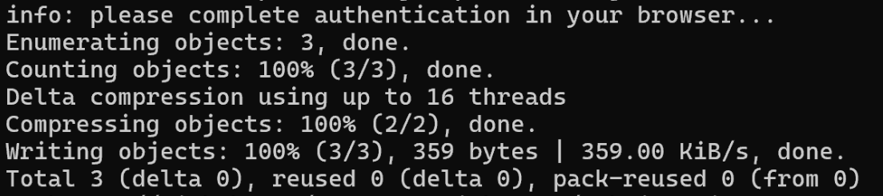 info: please complete authentication in your browser...
Enumerating objects: 3, done.
Counting objects: 100% (3/3), done.
Delta compression using up to 16 threads
Compressing objects: 100% (2/2), done.
Writing objects: 100% (3/3), 359 bytes | 359.00 KiB/s, done.
Total 3 (delta 0), reused 0 (delta 0), pack-reused 0 (from 0)